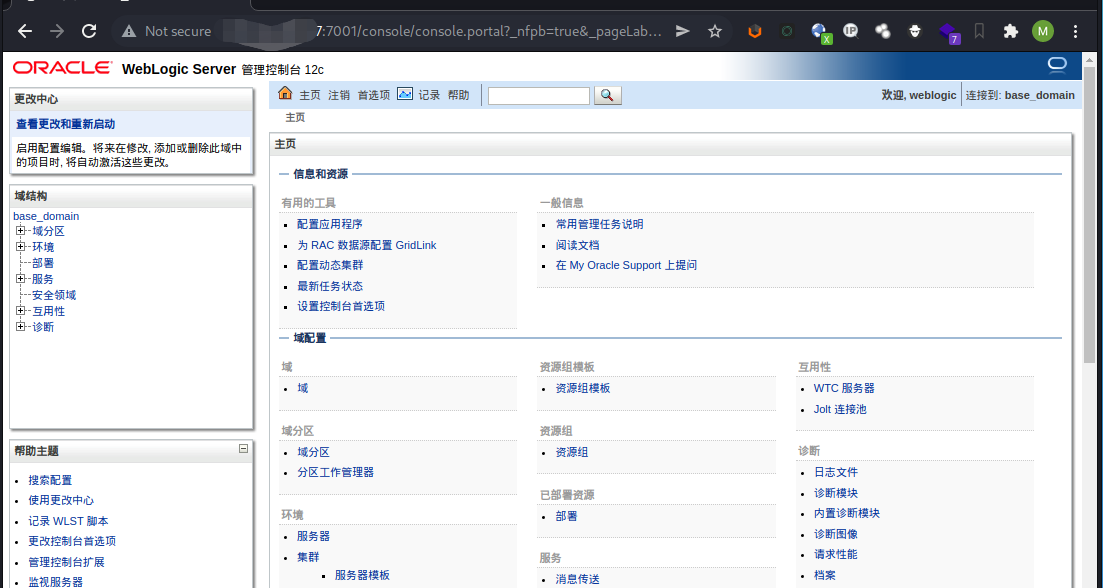 Not secure
7:7001/console/console.portal?_nfpb=true&_pageLab...
X
IP
7
M
ORACLE WebLogic Server 管理控制台 12c
更改中心
查看更改和重新启动
启用配置编辑。将来在修改, 添加或删除此域中
的项目时, 将自动激活这些更改。
域结构
base_domain
域分区
环境
部署
服务
安全领域
互用性
诊断
帮助主题
搜索配置
使用更改中心
记录 WLST 脚本
更改控制台首选项
管理控制台扩展
监视服务器
主页 注销 首选项 记录 帮助
欢迎, weblogic 连接到: base_domain
主页
主页
信息和资源
有用的工具
配置应用程序
为 RAC 数据源配置 GridLink
配置动态集群
最新任务状态
设置控制台首选项
一般信息
常用管理任务说明
阅读文档
在 My Oracle Support 上提问
域配置
域
域
域分区
域分区
分区工作管理器
环境
服务器
集群
服务器模板
资源组模板
资源组模板
资源组
资源组
已部署资源
部署
服务
消息传送
互用性
WTC 服务器
Jolt 连接池
诊断
日志文件
诊断模块
内置诊断模块
诊断图像
请求性能
档案